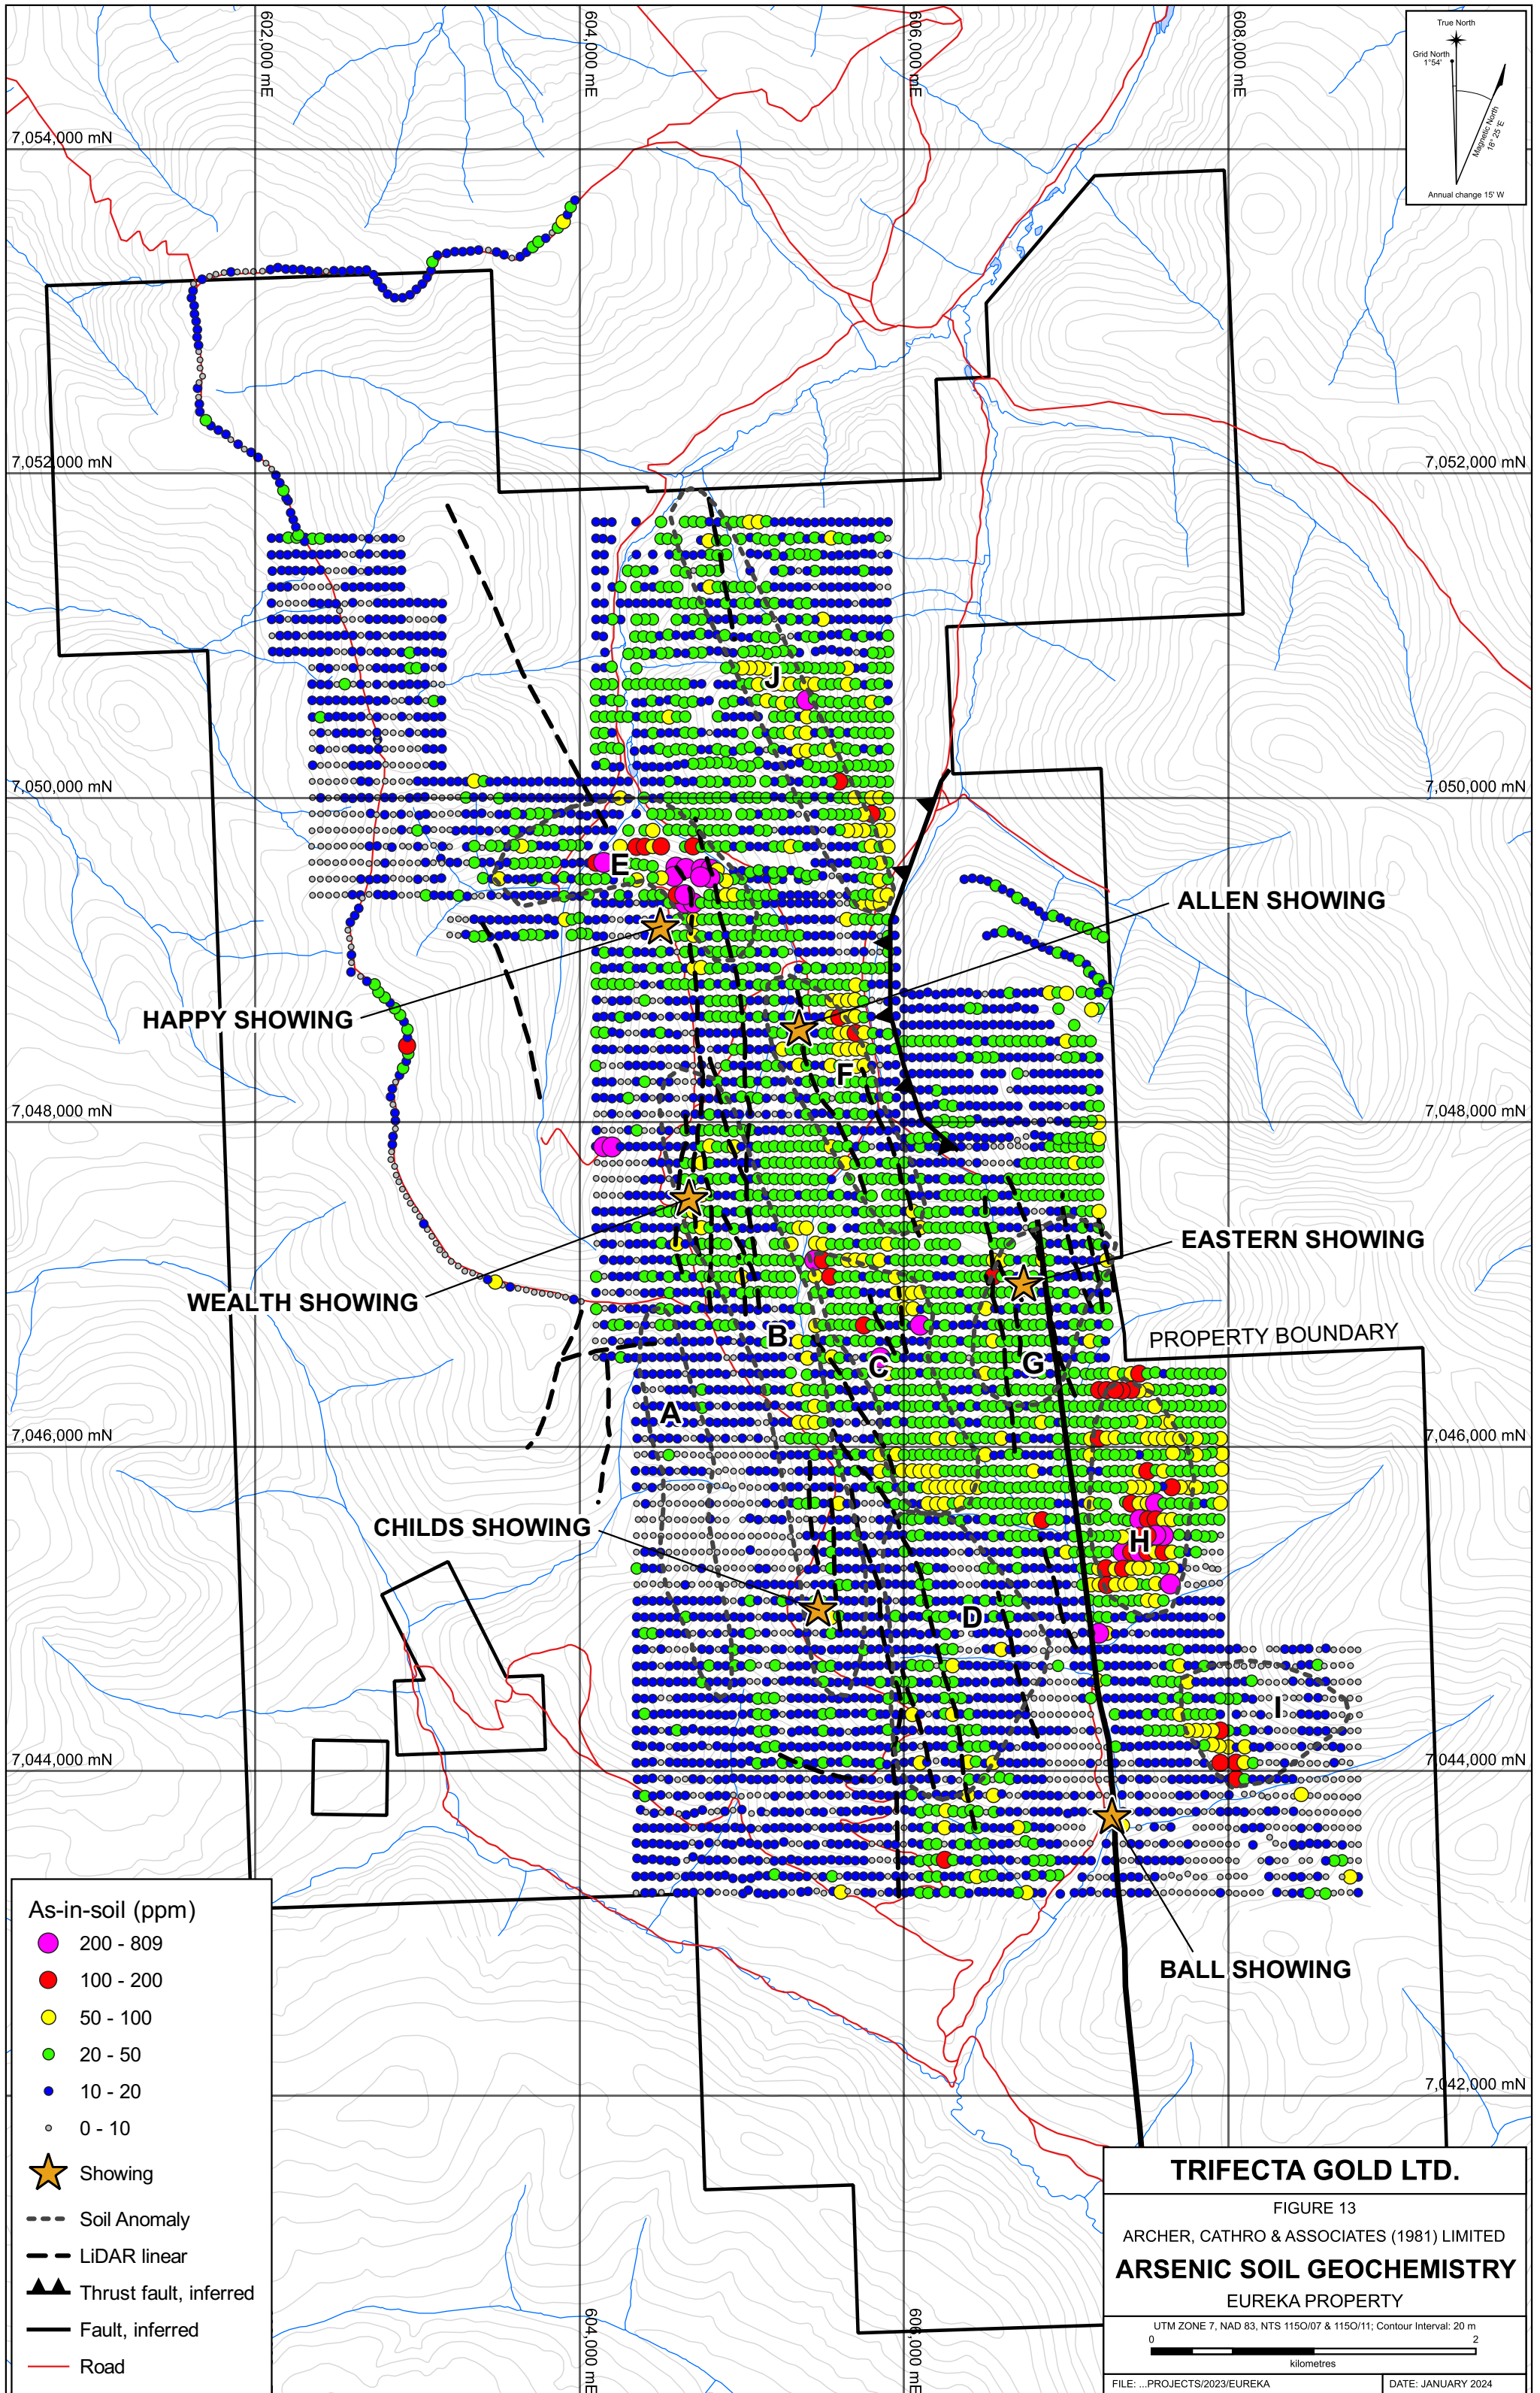 602,000 mE
604,000 mE
606,000 mE
608,000 mE
True North
Grid North
1°54'
Magnetic North
18° 25 'E
Annual change 15' W
7,054,000 mN
7,052,000 mN
7,052,000 mN
J
7,050,000 mN
7,050,000 mN
E
ALLEN SHOWING
HAPPY SHOWING
F
7,048,000 mN
7,048,000 mN
EASTERN SHOWING
WEALTH SHOWING
B
PROPERTY BOUNDARY
C
G
A
7,046,000 mN
7,046,000 mN
CHILDS SHOWING
H
D
I
7,044,000 mN
7,044,000 mN
BALL SHOWING
7,042,000 mN
As-in-soil (ppm)
200 - 809
100 - 200
50 - 100
20 - 50
10 - 20
0 - 10
Showing
Soil Anomaly
LiDAR linear
Thrust fault, inferred
Fault, inferred
Road
604,000 mE
606,000 mE
TRIFECTA GOLD LTD.
FIGURE 13
ARCHER, CATHRO & ASSOCIATES (1981) LIMITED
ARSENIC SOIL GEOCHEMISTRY
EUREKA PROPERTY
UTM ZONE 7, NAD 83, NTS 115O/07 & 115O/11; Contour Interval: 20 m
0 2
kilometres
FILE: ...PROJECTS/2023/EUREKA
DATE: JANUARY 2024